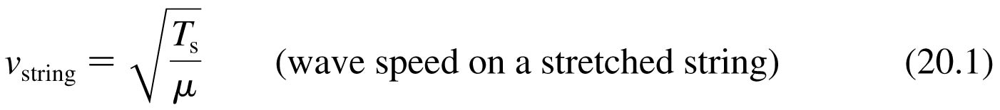 v_string = √(T_s/μ) (wave speed on a stretched string) (20.1)